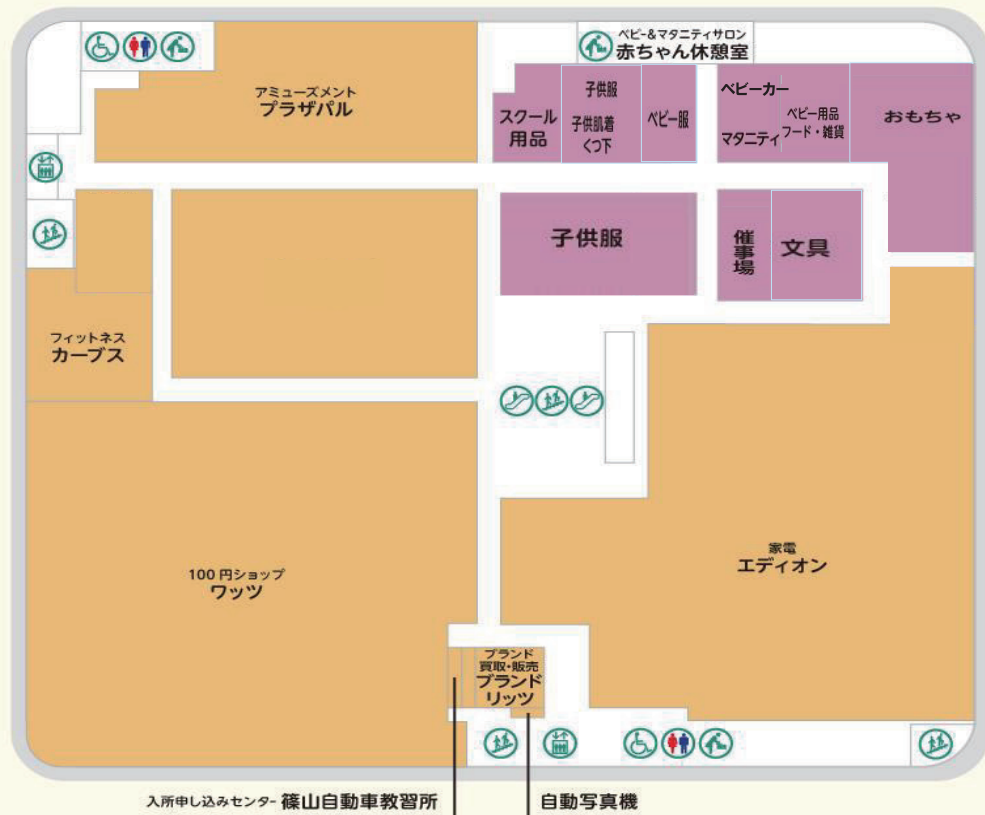 ベビー&マタニティサロン
赤ちゃん休憩室
アミューズメント
プラザパル
スクール
用品
子供服
子供肌着
くつ下
ベビー服
ベビーカー
マタニティ
ベビー用品
フード・雑貨
おもちゃ
子供服
催事場
文具
フィットネス
カーブス
100円ショップ
ワッツ
家電
エディオン
ブランド
買取・販売
ブランド
リッツ
入所申し込みセンター 篠山自動車教習所
自動写真機